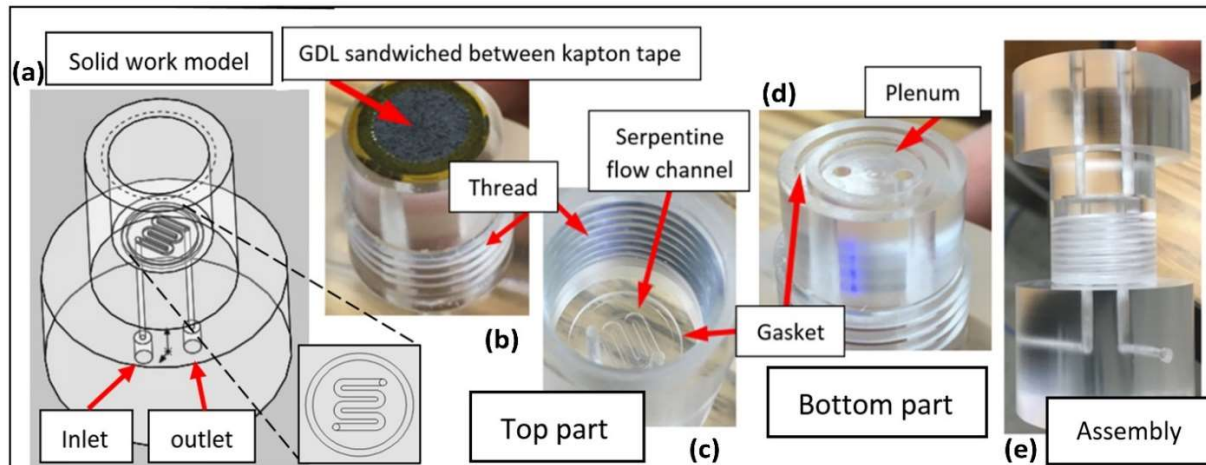 (a)
Solid work model
GDL sandwiched between kapton tape
Serpentine
flow channel
Thread
(d)
Plenum
(b)
Gasket
Inlet
outlet
Top part
(c)
Bottom part
(e)
Assembly